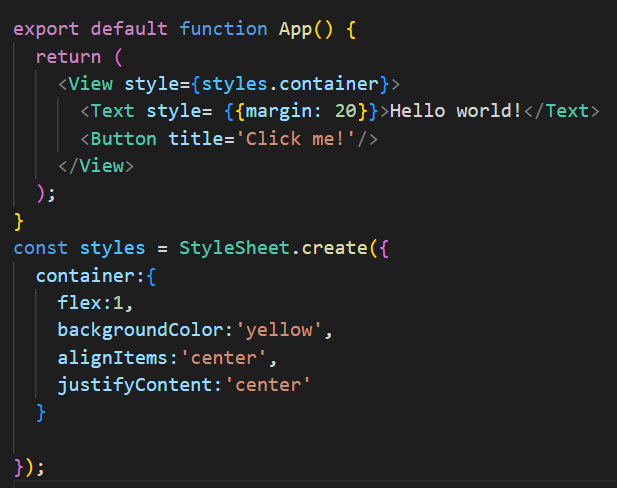 export default function App() {
  return (
    <View style={styles.container}>
      <Text style= {{margin: 20}}>Hello world!</Text>
      <Button title='Click me!'/>
    </View>
  );
}
const styles = StyleSheet.create({
  container:{
    flex:1,
    backgroundColor:'yellow',
    alignItems:'center',
    justifyContent:'center'
  }
});